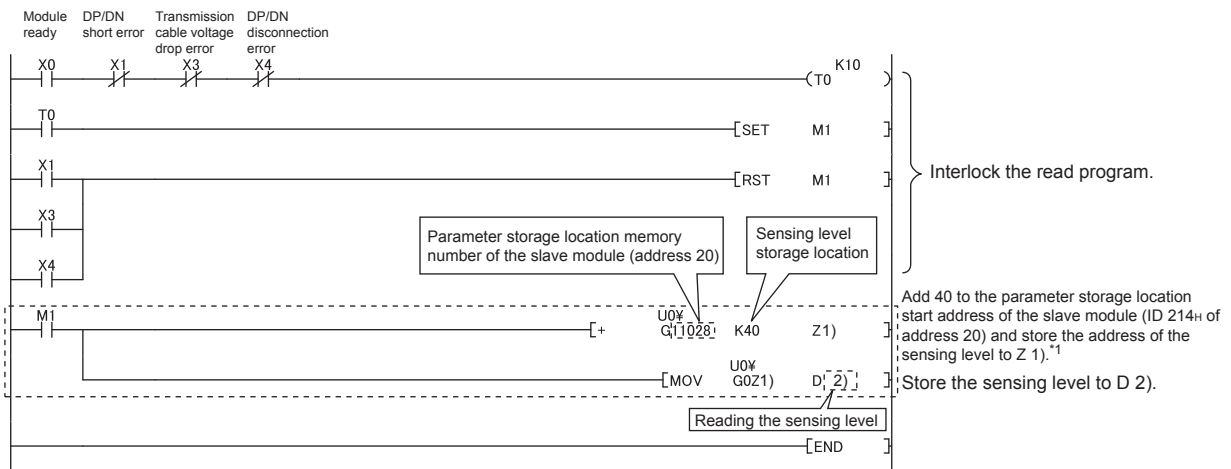 Module
ready
DP/DN
short error
Transmission
cable voltage
drop error
DP/DN
disconnection
error
X0 X1 X3 X4 K10
T0
T0
SET M1
X1
RST M1
X3
X4
Interlock the read program.
Parameter storage location memory
number of the slave module (address 20)
Sensing level
storage location
M1
U0¥
+ G11028 K40 Z1)
U0¥
MOV G0Z1) D 2)
Reading the sensing level
Add 40 to the parameter storage location
start address of the slave module (ID 214H of
address 20) and store the address of the
sensing level to Z 1).*1
Store the sensing level to D 2).
END